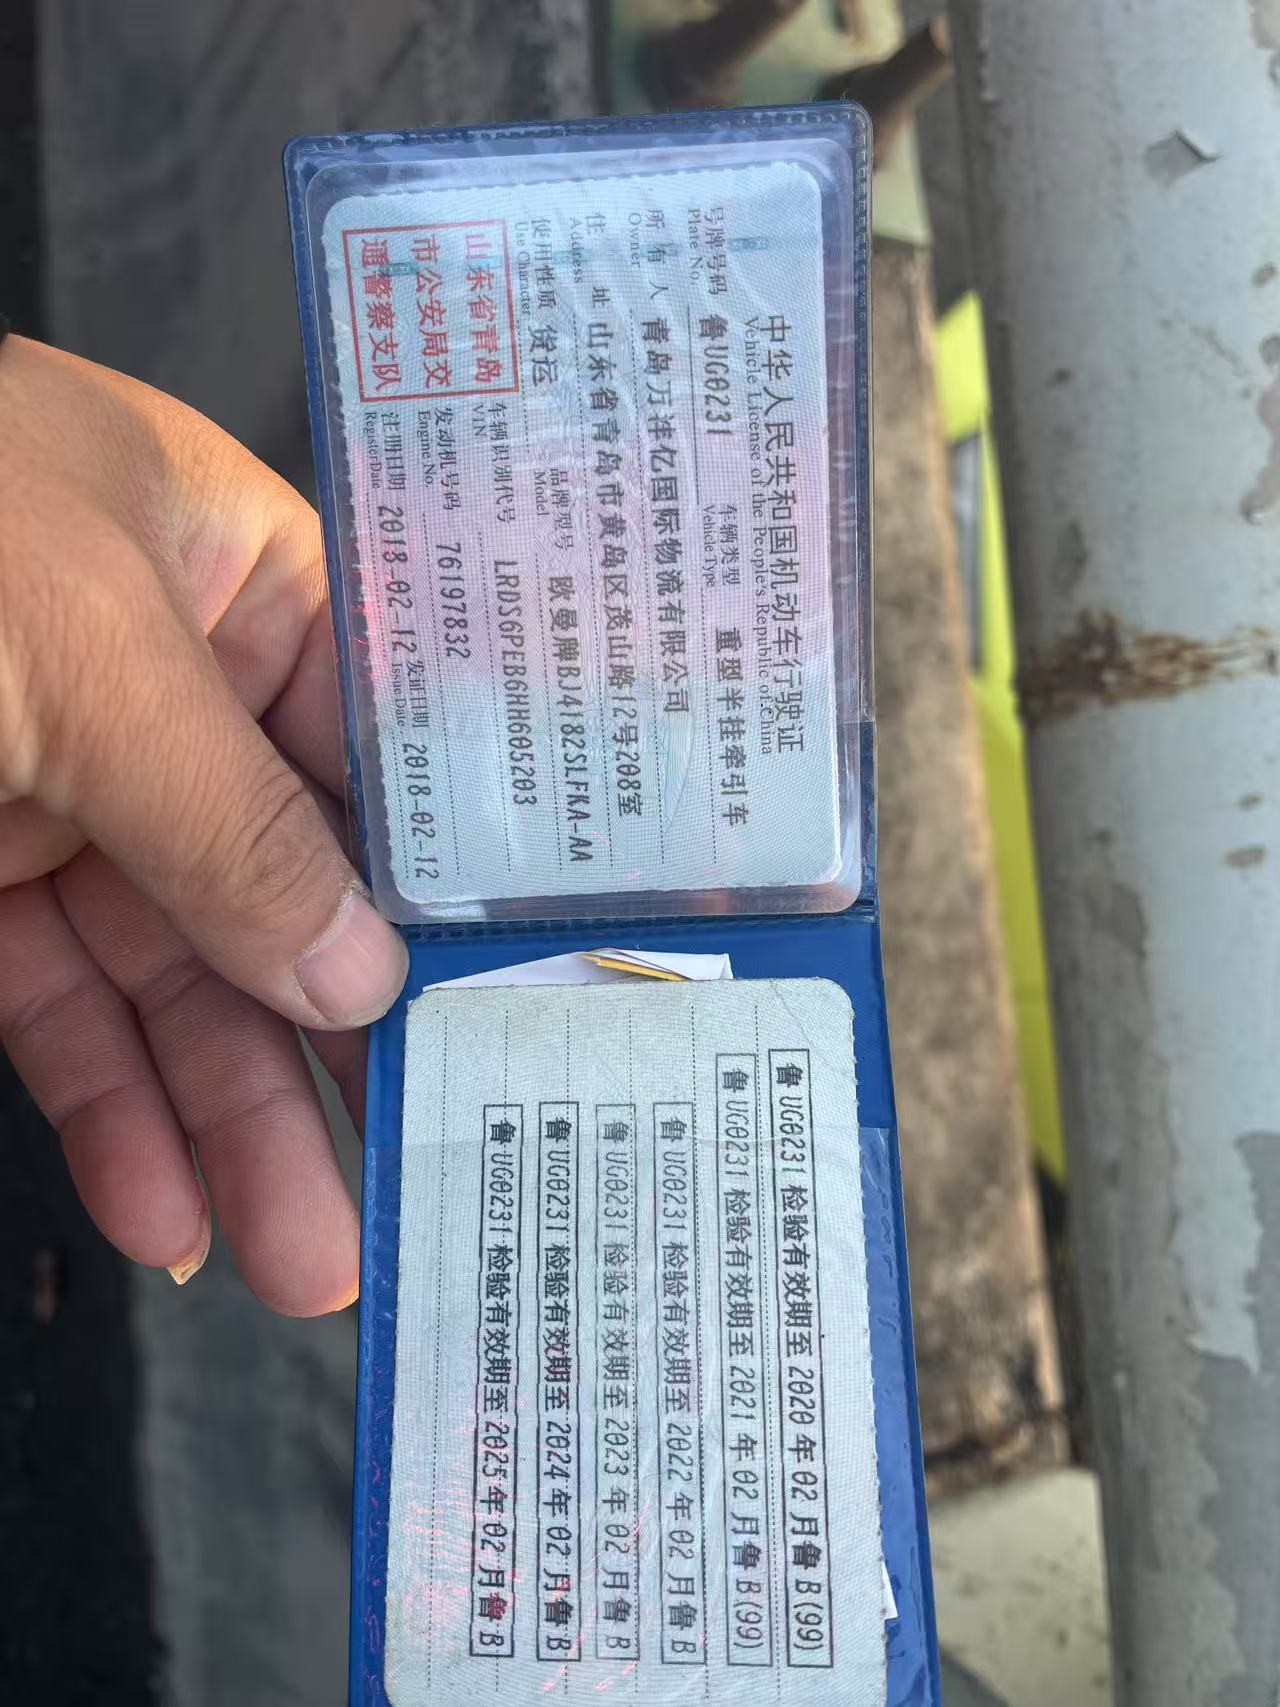 中华人民共和国机动车行驶证
Vehicle License of the People's Republic of China
号牌号码 鲁UG0231 车辆类型 重型半挂牵引车
Plate No. Vehicle Type
所有人 青岛万沣亿国际物流有限公司
Owner
住址 山东省青岛市黄岛区茂山路12号208室
Address
使用性质 货运 品牌型号 欧曼牌BJ4182SLFKA-AA
Use Character Model
山东省青岛市公安局交通警察支队
车辆识别代号 LRDS6PEB6HH605203
VIN
发动机号码 76197832
Engine No.
注册日期 2018-02-12 发证日期 2018-02-12
Register Date Issue Date
鲁UG0231 检验有效期至2020年02月鲁B(99)
鲁UG0231 检验有效期至2021年02月鲁B(99)
鲁UG0231 检验有效期至2022年02月鲁B
鲁UG0231 检验有效期至2023年02月鲁B
鲁UG0231 检验有效期至2024年02月鲁B
鲁UG0231 检验有效期至2025年02月鲁B